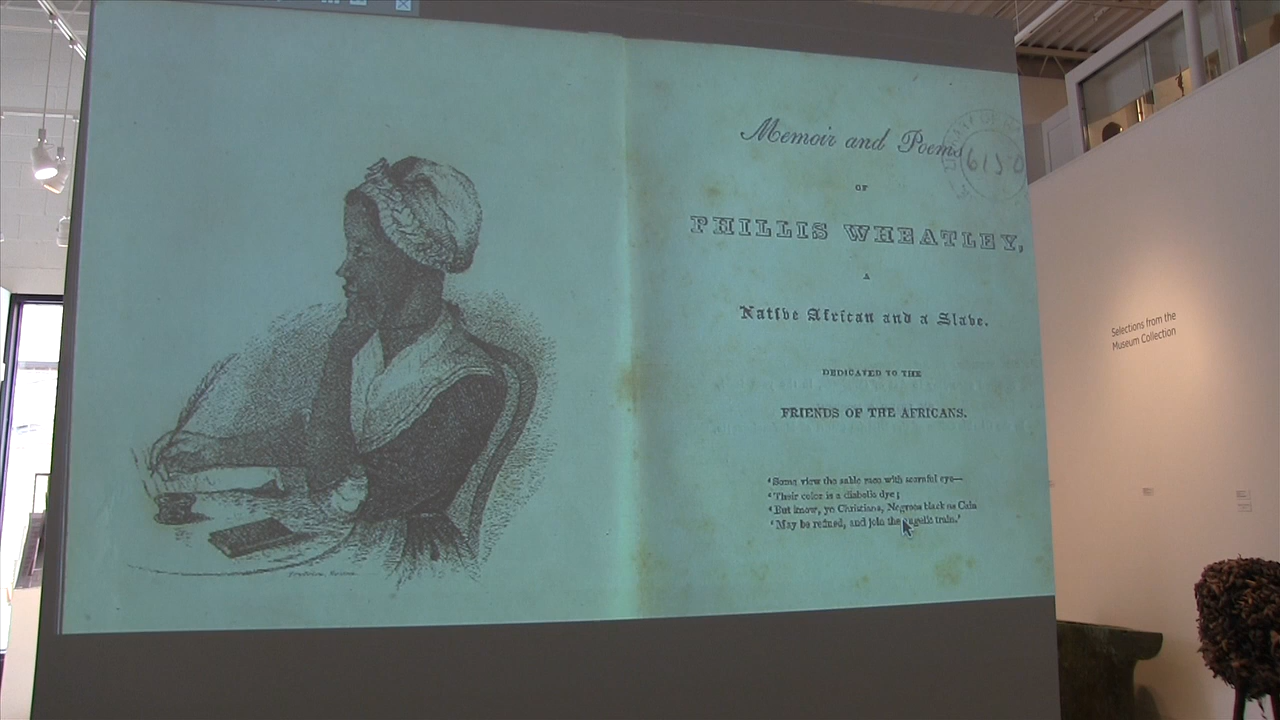 Memoir and Poems
OF
PHILLIS WHEATLEY,
A
Native African and a Slave.
DEDICATED TO THE
FRIENDS OF THE AFRICANS.
'Some view the sable race with scornful eye—
'Their color is a diabolic dye;
'But know, ye Christians, Negroes black as Cain
'May be refined, and join the angelic train.'
Selections from the
Museum Collection